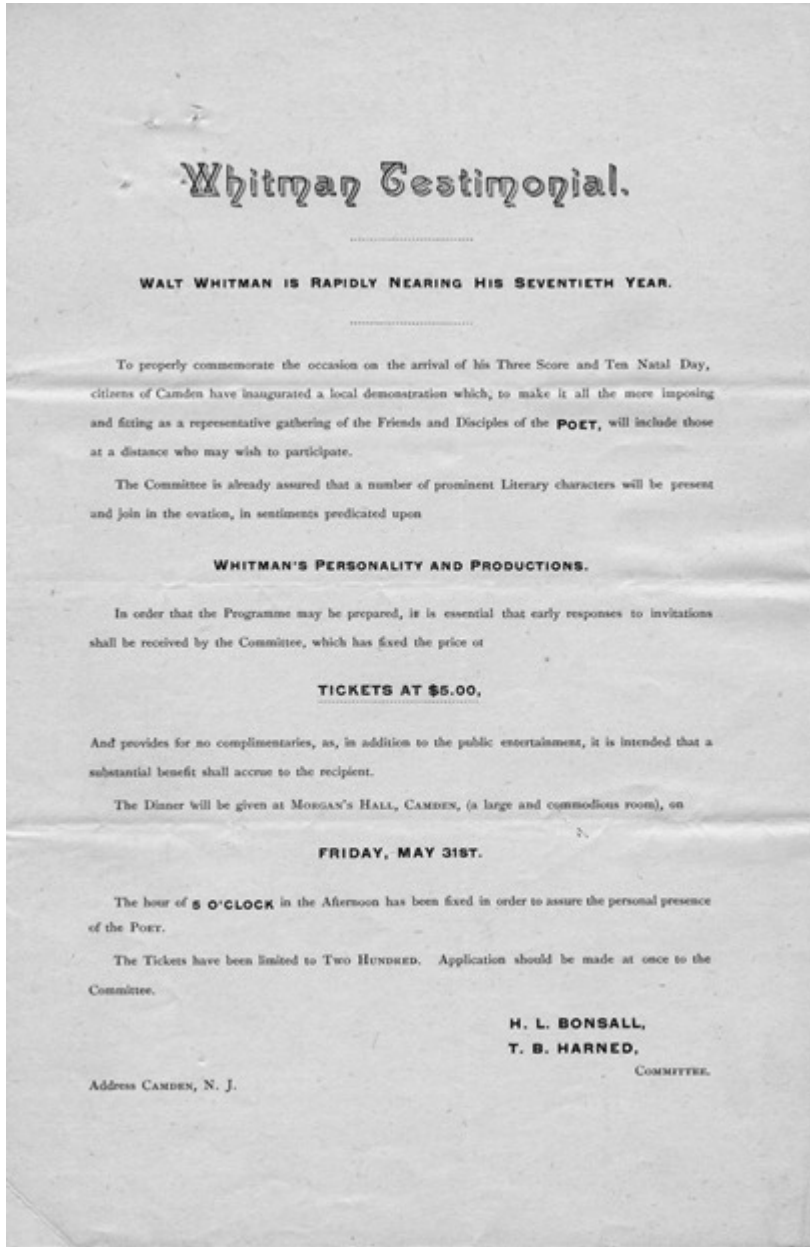 Whitman Testimonial.
WALT WHITMAN IS RAPIDLY NEARING HIS SEVENTIETH YEAR.
To properly commemorate the occasion on the arrival of his Three Score and Ten Natal Day,
citizens of Camden have inaugurated a local demonstration which, to make it all the more imposing
and fitting as a representative gathering of the Friends and Disciples of the POET, will include those
at a distance who may wish to participate.
The Committee is already assured that a number of prominent Literary characters will be present
and join in the ovation, in sentiments predicated upon
WHITMAN'S PERSONALITY AND PRODUCTIONS.
In order that the Programme may be prepared, it is essential that early responses to invitations
shall be received by the Committee, which has fixed the price of
TICKETS AT $5.00,
And provides for no complimentaries, as, in addition to the public entertainment, it is intended that a
substantial benefit shall accrue to the recipient.
The Dinner will be given at MORGAN'S HALL, CAMDEN, (a large and commodious room), on
FRIDAY, MAY 31ST.
The hour of 5 O'CLOCK in the Afternoon has been fixed in order to assure the personal presence
of the POET.
The Tickets have been limited to TWO HUNDRED. Application should be made at once to the
Committee.
H. L. BONSALL,
T. B. HARNED,
COMMITTEE.
Address CAMDEN, N. J.